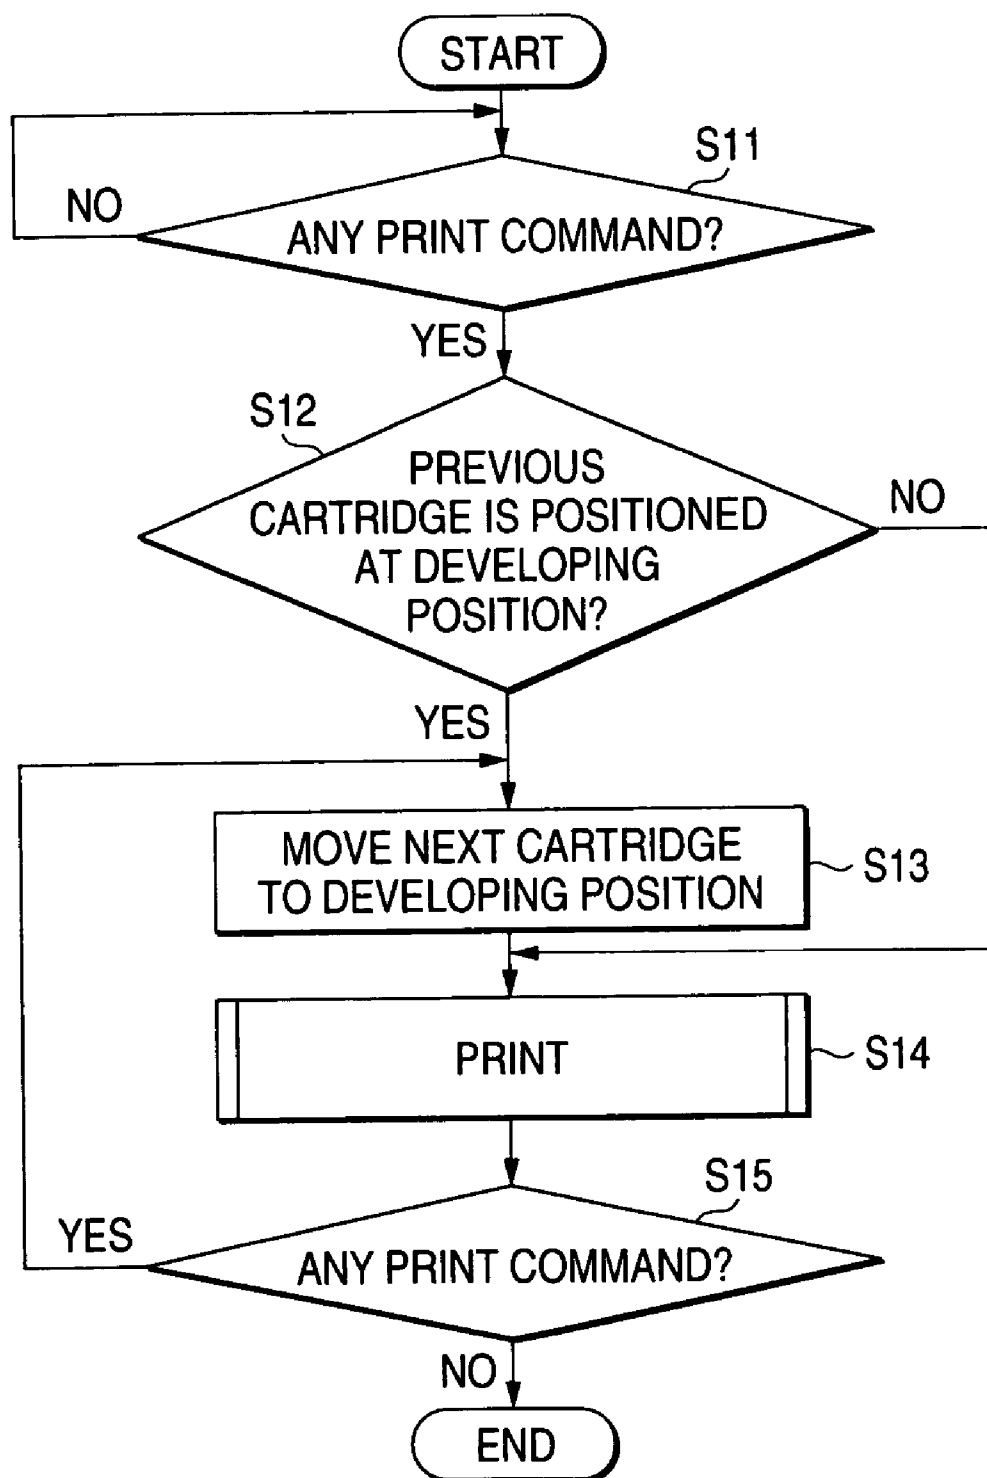 START
S11
NO
ANY PRINT COMMAND?
YES
S12
PREVIOUS
CARTRIDGE IS POSITIONED
AT DEVELOPING
POSITION?
NO
YES
MOVE NEXT CARTRIDGE
TO DEVELOPING POSITION
S13
PRINT
S14
S15
YES
ANY PRINT COMMAND?
NO
END